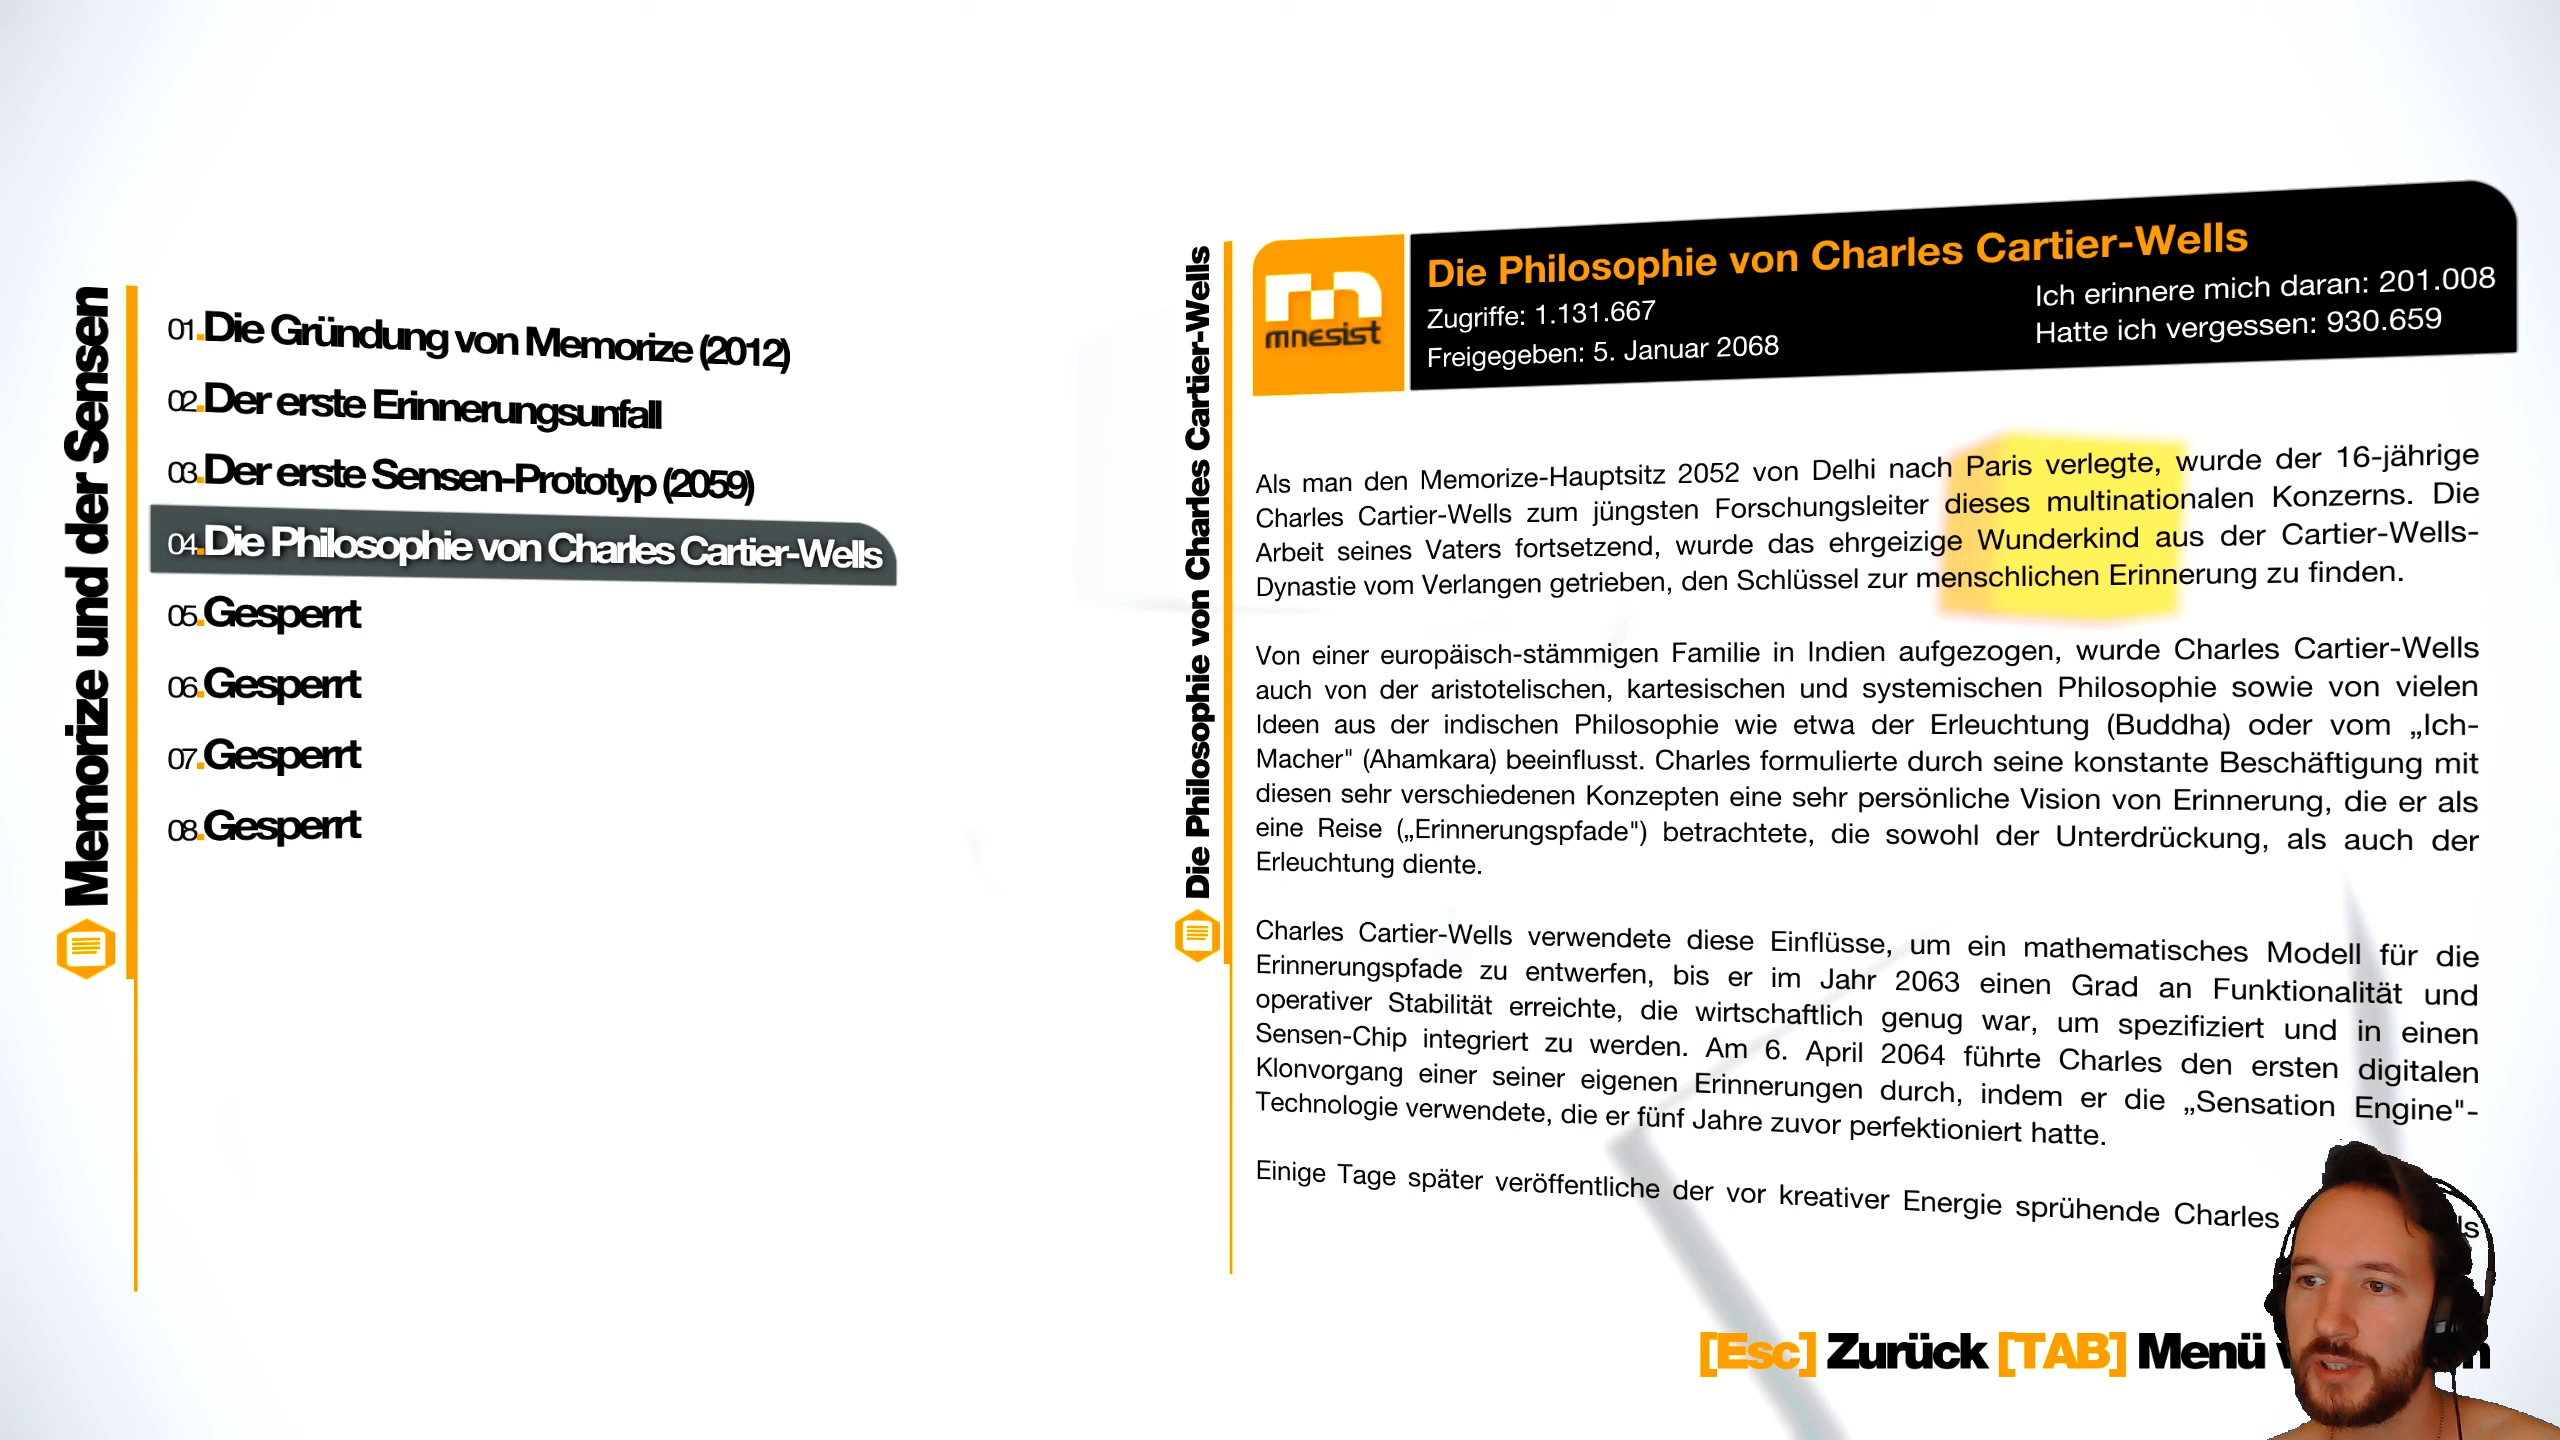 Memorize und der Sensen
01.Die Gründung von Memorize (2012)
02.Der erste Erinnerungsunfall
03.Der erste Sensen-Prototyp (2059)
04.Die Philosophie von Charles Cartier-Wells
05.Gesperrt
06.Gesperrt
07.Gesperrt
08.Gesperrt
Die Philosophie von Charles Cartier-Wells
mnesist
Die Philosophie von Charles Cartier-Wells
Zugriffe: 1.131.667
Freigegeben: 5. Januar 2068
Ich erinnere mich daran: 201.008
Hatte ich vergessen: 930.659
Als man den Memorize-Hauptsitz 2052 von Delhi nach Paris verlegte, wurde der 16-jährige
Charles Cartier-Wells zum jüngsten Forschungsleiter dieses multinationalen Konzerns. Die
Arbeit seines Vaters fortsetzend, wurde das ehrgeizige Wunderkind aus der Cartier-Wells-
Dynastie vom Verlangen getrieben, den Schlüssel zur menschlichen Erinnerung zu finden.
Von einer europäisch-stämmigen Familie in Indien aufgezogen, wurde Charles Cartier-Wells
auch von der aristotelischen, kartesischen und systemischen Philosophie sowie von vielen
Ideen aus der indischen Philosophie wie etwa der Erleuchtung (Buddha) oder vom „Ich-
Macher" (Ahamkara) beeinflusst. Charles formulierte durch seine konstante Beschäftigung mit
diesen sehr verschiedenen Konzepten eine sehr persönliche Vision von Erinnerung, die er als
eine Reise („Erinnerungspfade") betrachtete, die sowohl der Unterdrückung, als auch der
Erleuchtung diente.
Charles Cartier-Wells verwendete diese Einflüsse, um ein mathematisches Modell für die
Erinnerungspfade zu entwerfen, bis er im Jahr 2063 einen Grad an Funktionalität und
operativer Stabilität erreichte, die wirtschaftlich genug war, um spezifiziert und in einen
Sensen-Chip integriert zu werden. Am 6. April 2064 führte Charles den ersten digitalen
Klonvorgang einer seiner eigenen Erinnerungen durch, indem er die „Sensation Engine"-
Technologie verwendete, die er fünf Jahre zuvor perfektioniert hatte.
Einige Tage später veröffentliche der vor kreativer Energie sprühende Charles
[Esc] Zurück [TAB] Menü